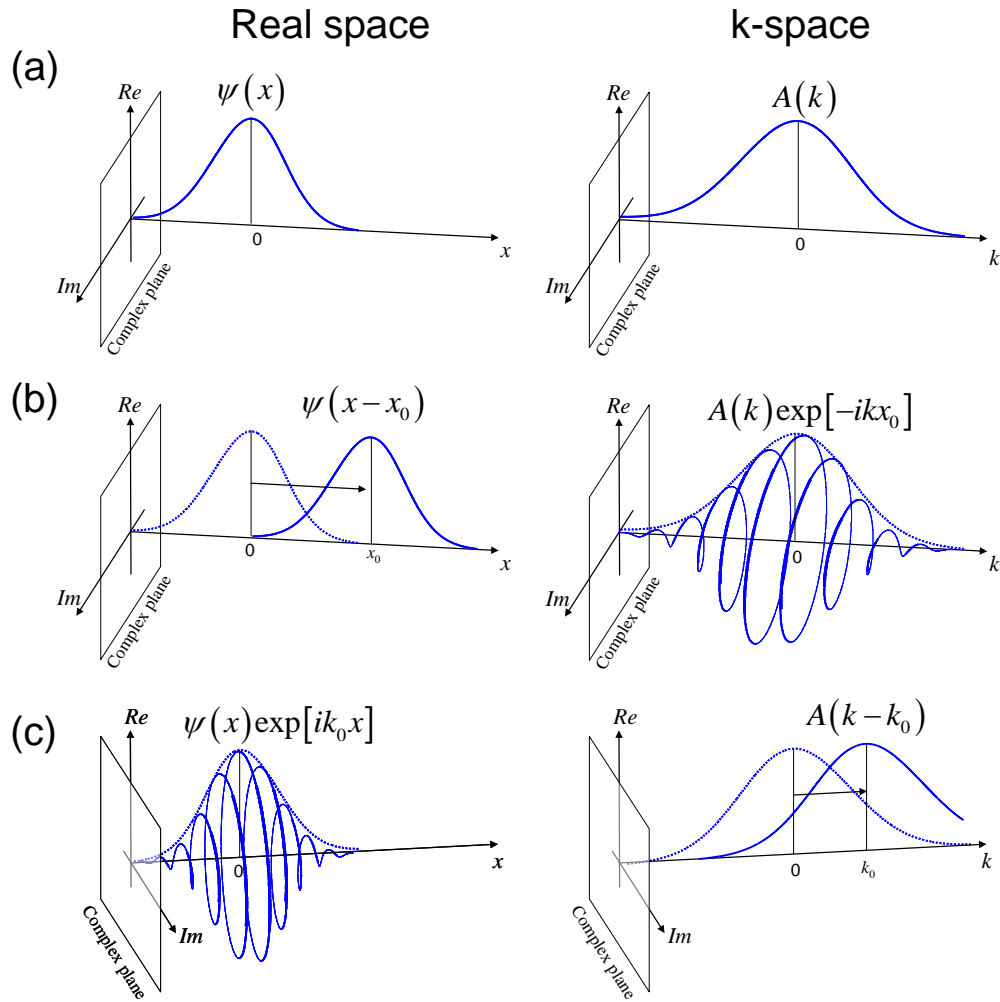 Real space
k-space
(a)
Re
ψ(x)
0
x
Im
Complex plane
Re
A(k)
0
k
Im
Complex plane
(b)
Re
ψ(x − x₀)
0
x₀
x
Im
Complex plane
Re
A(k)exp[−ikx₀]
0
k
Im
Complex plane
(c)
Re
ψ(x)exp[ik₀x]
0
x
Im
Complex plane
Re
A(k − k₀)
0
k₀
k
Im
Complex plane